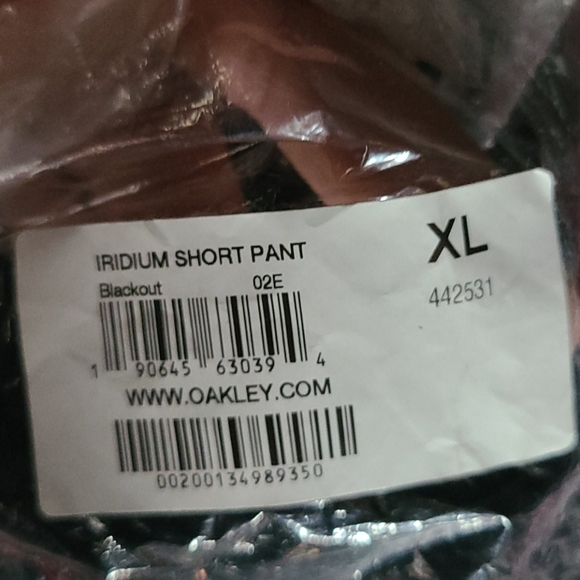 IRIDIUM SHORT PANT
XL
Blackout 02E
442531
1 90645 63039 4
WWW.OAKLEY.COM
00200134989350